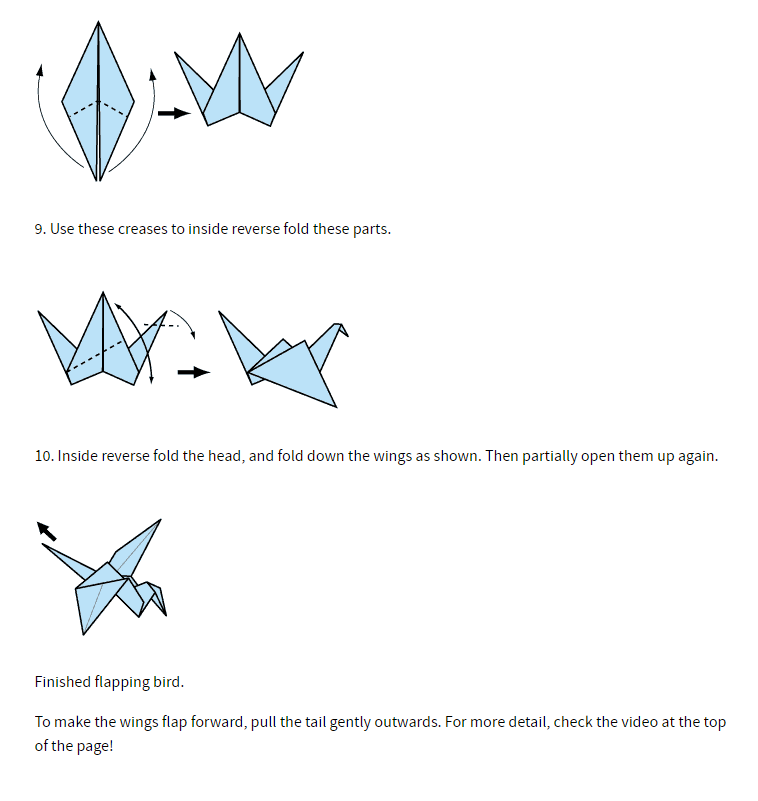 9. Use these creases to inside reverse fold these parts.
10. Inside reverse fold the head, and fold down the wings as shown. Then partially open them up again.
Finished flapping bird.
To make the wings flap forward, pull the tail gently outwards. For more detail, check the video at the top
of the page!